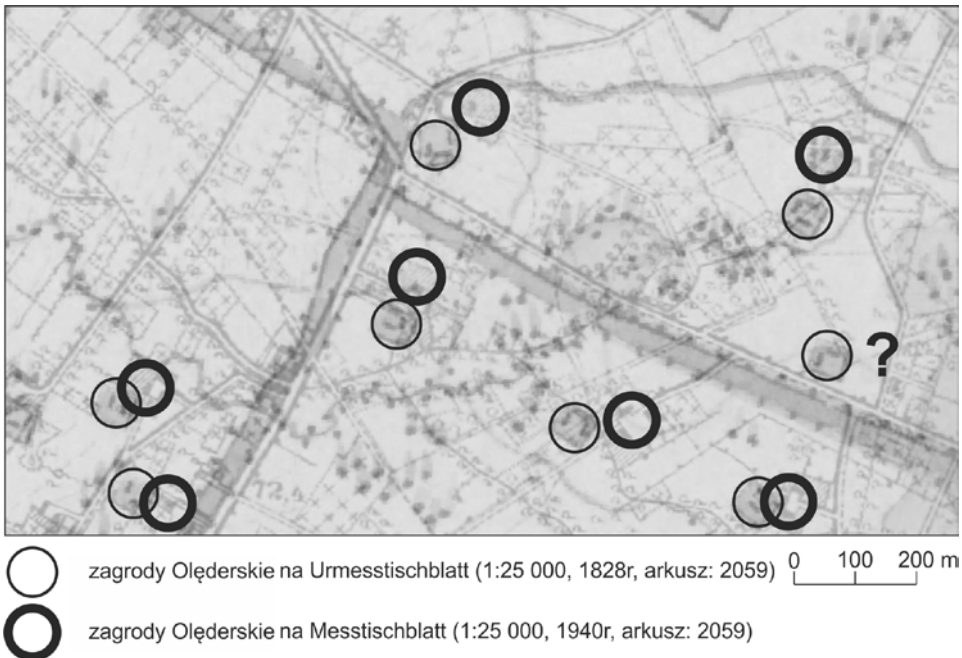 ?
zagrody Olęderskie na Urmesstischblatt (1:25 000, 1828r, arkusz: 2059)
0 100 200 m
zagrody Olęderskie na Messtischblatt (1:25 000, 1940r, arkusz: 2059)